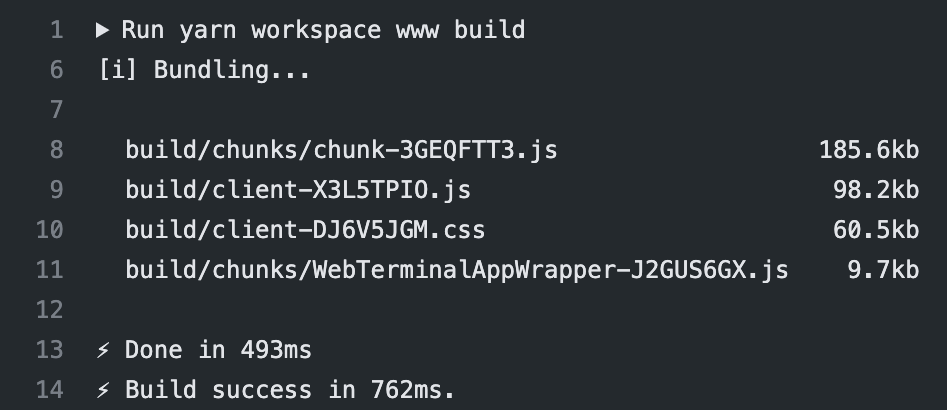 1 ▶ Run yarn workspace www build
6 [i] Bundling...
7
8 build/chunks/chunk-3GEQFTT3.js 185.6kb
9 build/client-X3L5TPIO.js 98.2kb
10 build/client-DJ6V5JGM.css 60.5kb
11 build/chunks/WebTerminalAppWrapper-J2GUS6GX.js 9.7kb
12
13 ⚡ Done in 493ms
14 ⚡ Build success in 762ms.